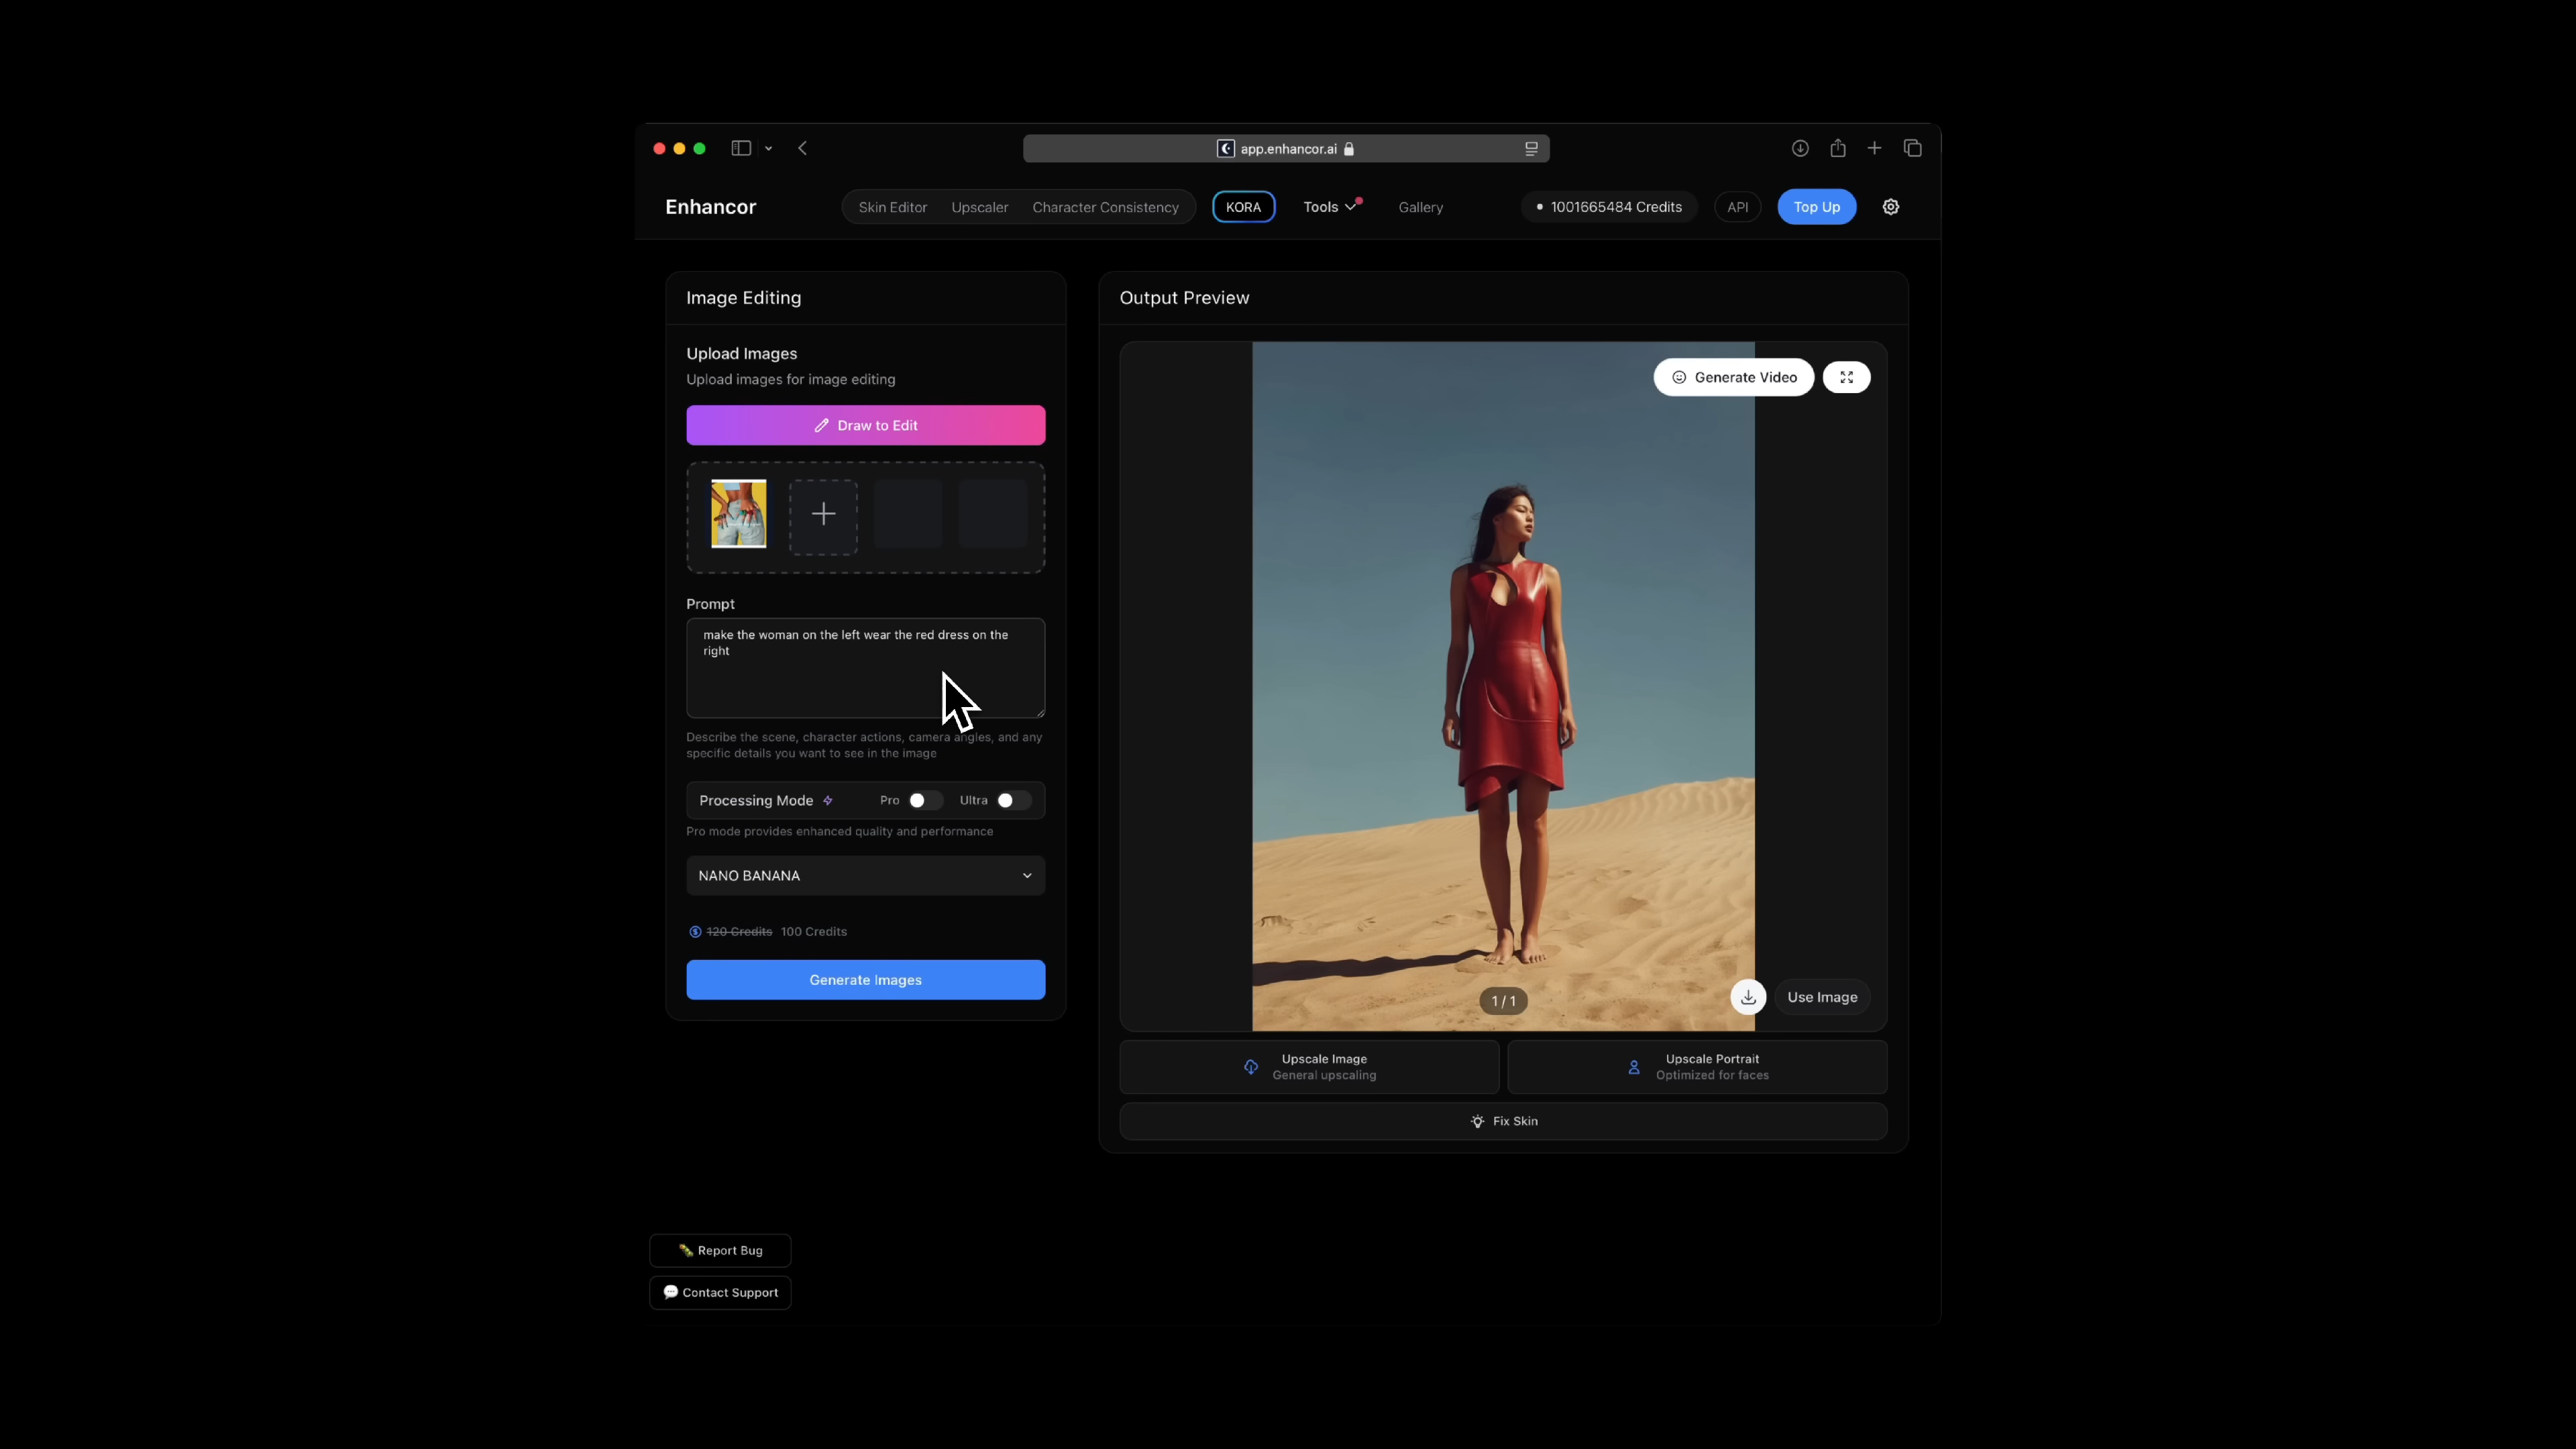 app.enhancor.ai
Enhancor
Skin Editor
Upscaler
Character Consistency
KORA
Tools
Gallery
1001665484 Credits
API
Top Up
Image Editing
Upload Images
Upload images for image editing
Draw to Edit
Prompt
make the woman on the left wear the red dress on the
right
Describe the scene, character actions, camera angles, and any
specific details you want to see in the image
Processing Mode
Pro
Ultra
Pro mode provides enhanced quality and performance
NANO BANANA
120 Credits 100 Credits
Generate Images
Output Preview
Generate Video
1 / 1
Use Image
Upscale Image
General upscaling
Upscale Portrait
Optimized for faces
Fix Skin
Report Bug
Contact Support